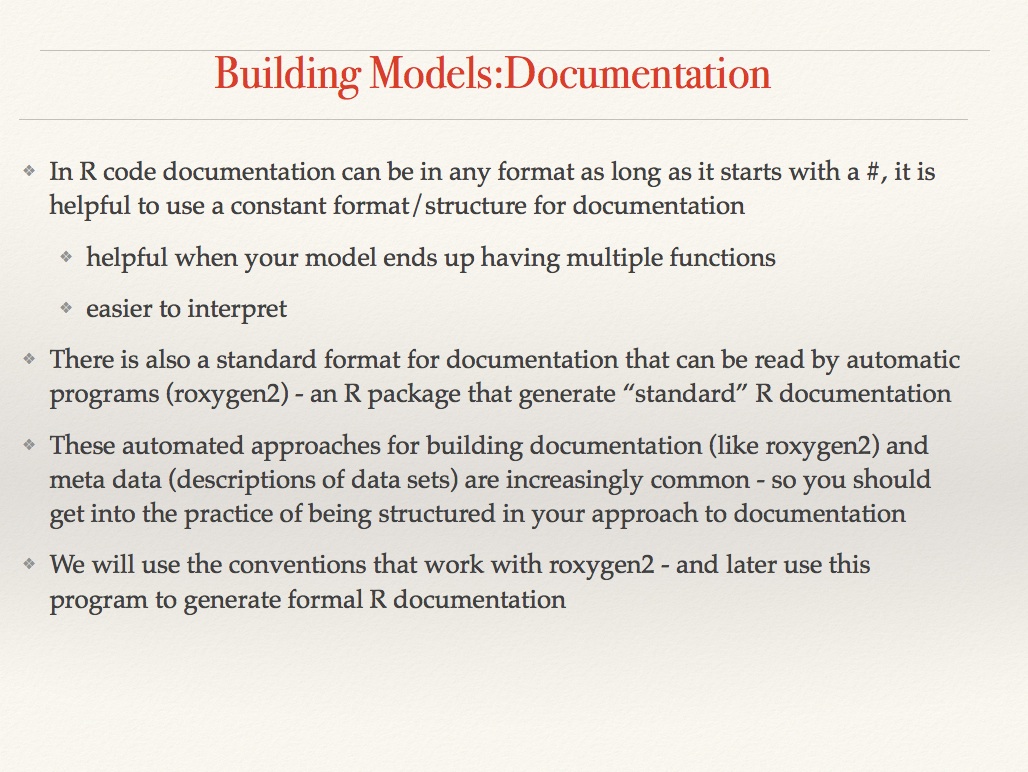 Building Models:Documentation
❖ In R code documentation can be in any format as long as it starts with a #, it is
helpful to use a constant format/structure for documentation
❖ helpful when your model ends up having multiple functions
❖ easier to interpret
❖ There is also a standard format for documentation that can be read by automatic
programs (roxygen2) - an R package that generate “standard” R documentation
❖ These automated approaches for building documentation (like roxygen2) and
meta data (descriptions of data sets) are increasingly common - so you should
get into the practice of being structured in your approach to documentation
❖ We will use the conventions that work with roxygen2 - and later use this
program to generate formal R documentation